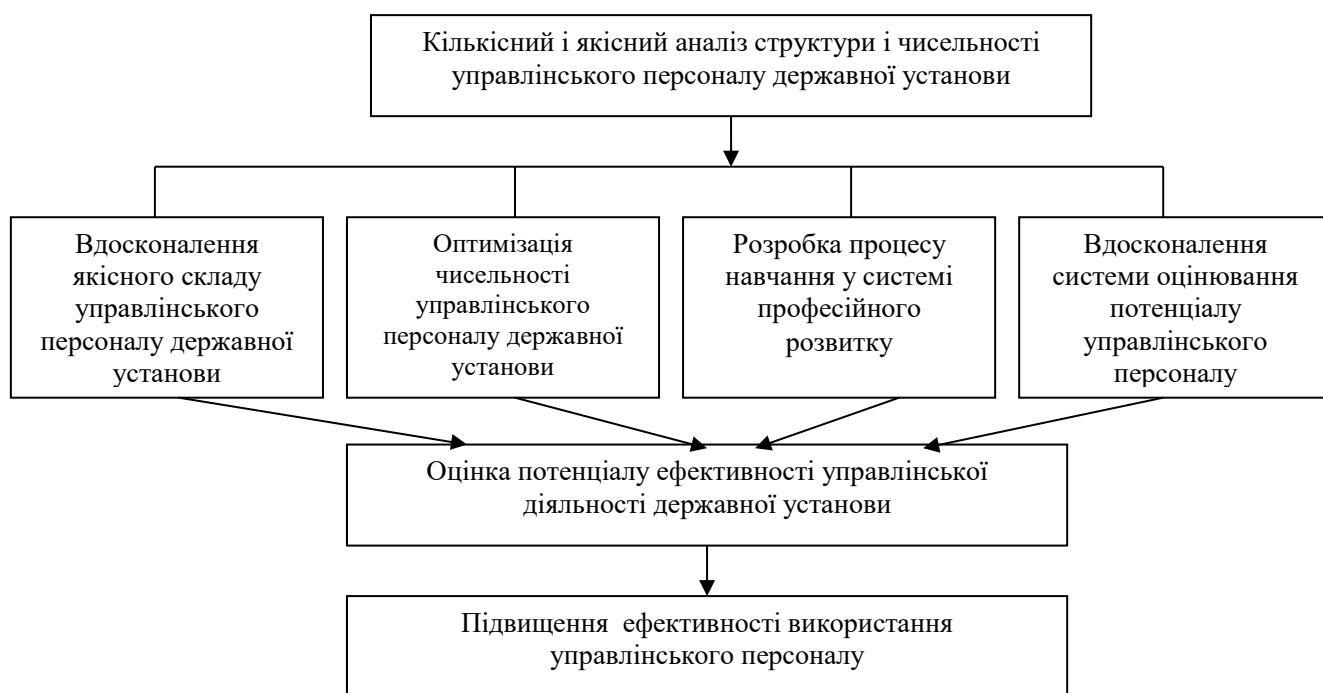 Кількісний і якісний аналіз структури і чисельності
управлінського персоналу державної установи
Вдосконалення
якісного складу
управлінського
персоналу державної
установи
Оптимізація
чисельності
управлінського
персоналу державної
установи
Розробка процесу
навчання у системі
професійного
розвитку
Вдосконалення
системи оцінювання
потенціалу
управлінського
персоналу
Оцінка потенціалу ефективності управлінської
діяльності державної установи
Підвищення  ефективності використання
управлінського персоналу